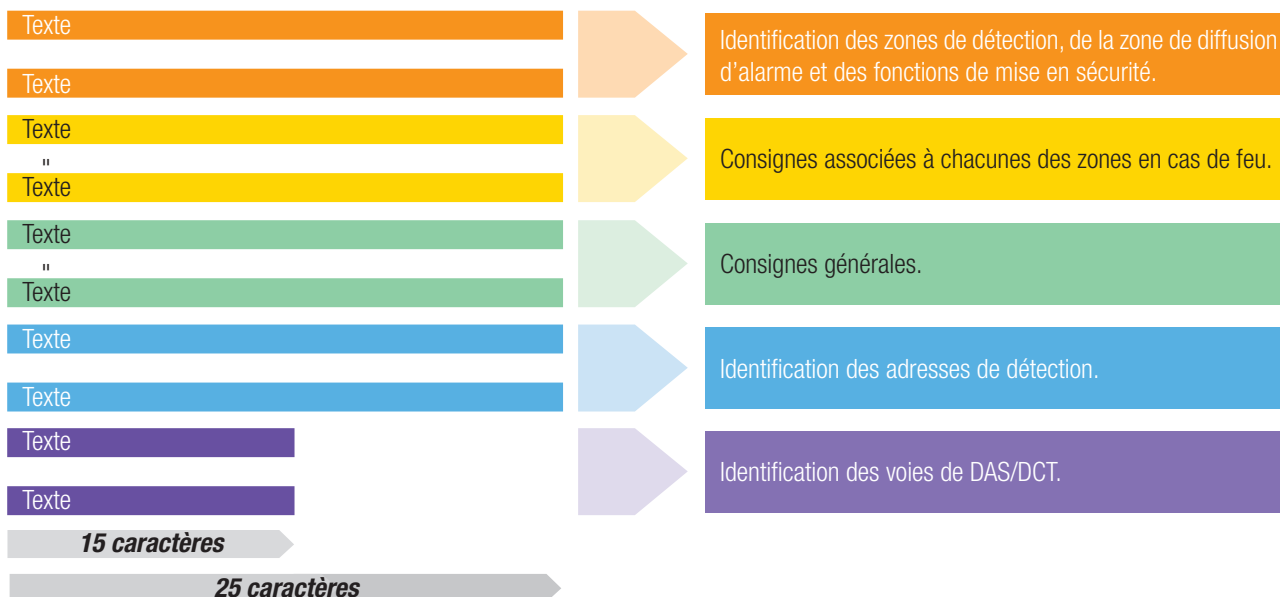 Texte
Texte
Identification des zones de détection, de la zone de diffusion
d'alarme et des fonctions de mise en sécurité.
Texte
"
Texte
Consignes associées à chacunes des zones en cas de feu.
Texte
"
Texte
Consignes générales.
Texte
Texte
Identification des adresses de détection.
Texte
Texte
Identification des voies de DAS/DCT.
15 caractères
25 caractères